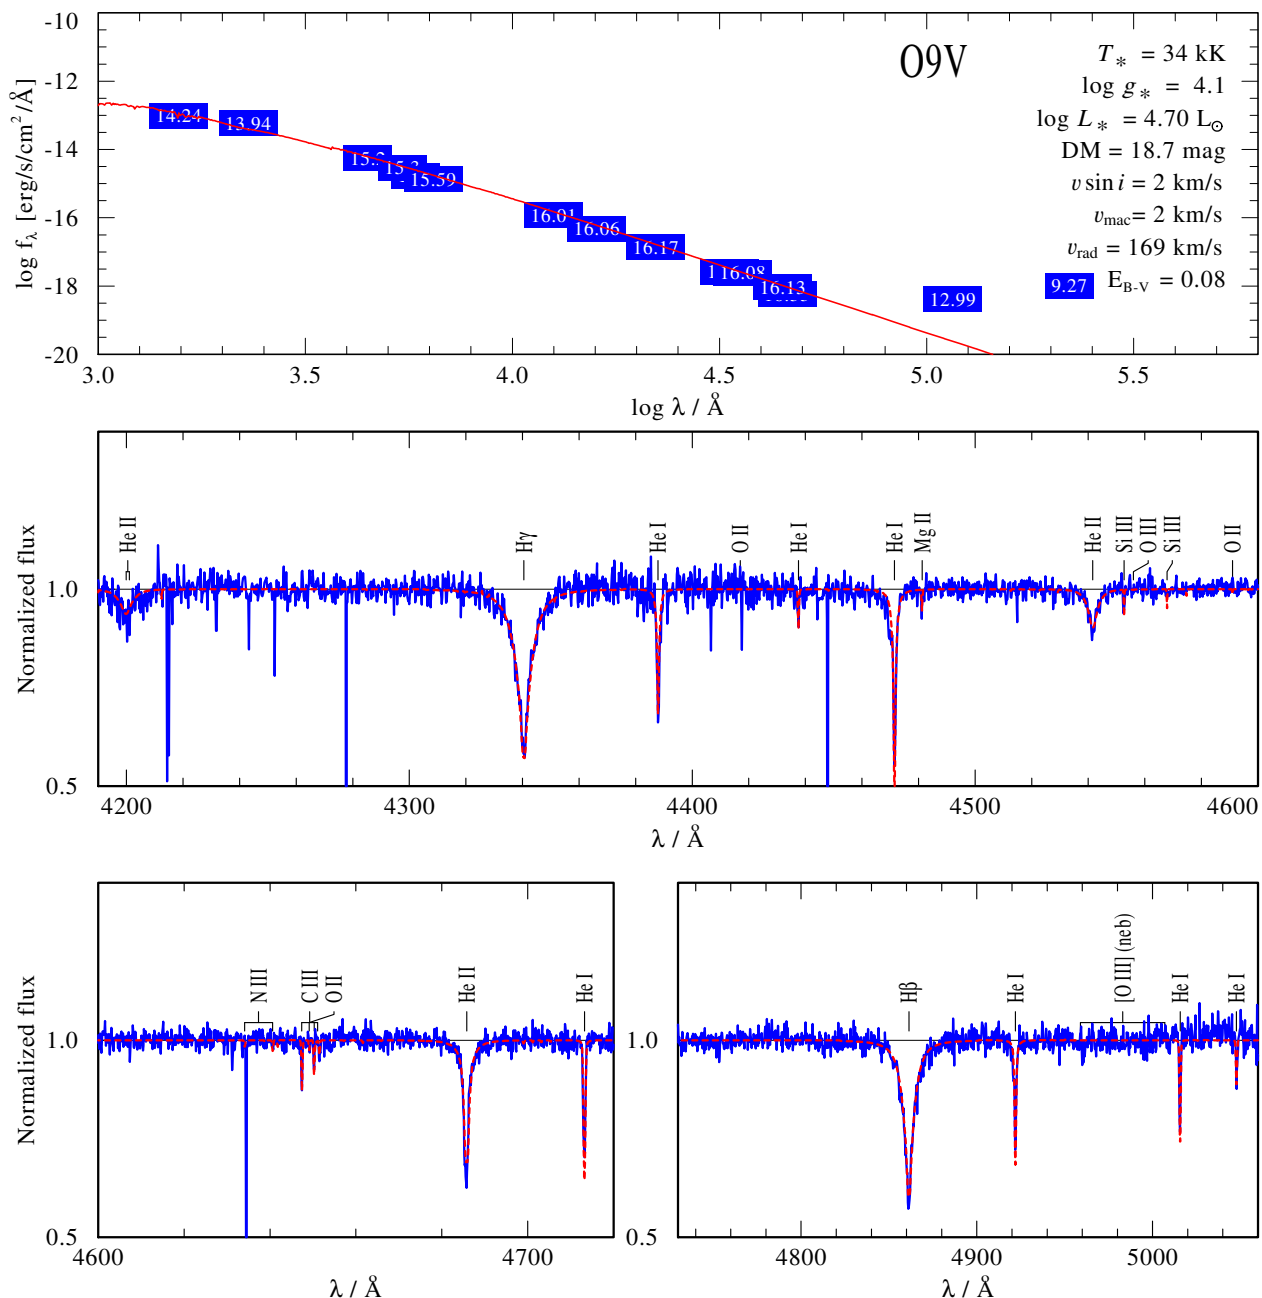 O9V
T* = 34 kK
log g* = 4.1
log L* = 4.70 L⊙
DM = 18.7 mag
v sin i = 2 km/s
vmac = 2 km/s
vrad = 169 km/s
EB-V = 0.08
log fλ [erg/s/cm²/Å]
-10
-12
-14
-16
-18
-20
14.24
13.94
15.59
16.01
16.06
16.17
16.08
16.13
12.99
9.27
3.0 3.5 4.0 4.5 5.0 5.5
log λ / Å
He II
Hγ
He I
O II
He I
He I
Mg II
He II
Si III
O III
Si III
O II
Normalized flux
1.0
0.5
4200 4300 4400 4500 4600
λ / Å
N III
C III
O II
He II
He I
Normalized flux
1.0
0.5
4600 4700
λ / Å
Hβ
He I
[O III] (neb)
He I
He I
1.0
0.5
4800 4900 5000
λ / Å